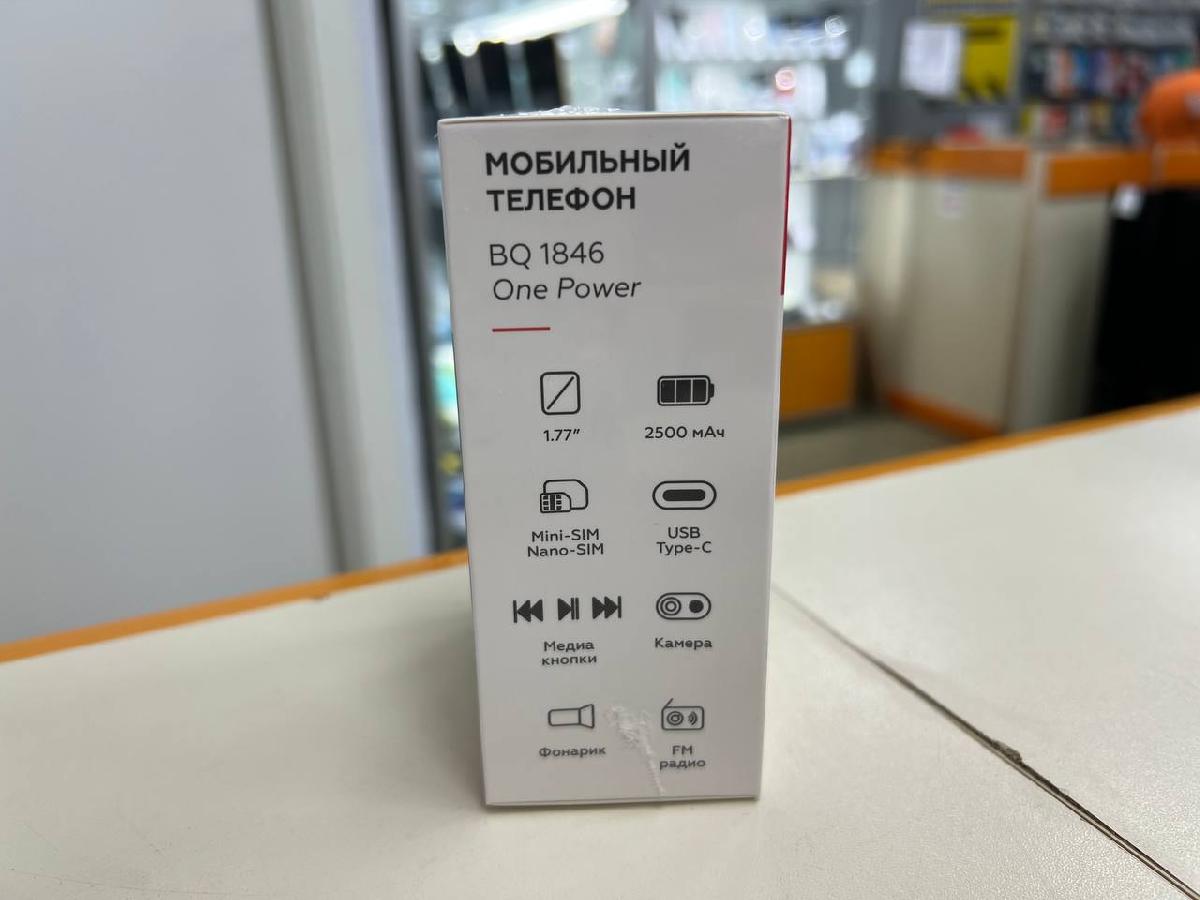 МОБИЛЬНЫЙ
ТЕЛЕФОН
BQ 1846
One Power
1.77″
2500 мАч
Mini-SIM
Nano-SIM
USB
Type-C
Медиа
кнопки
Камера
Фонарик
FM
радио